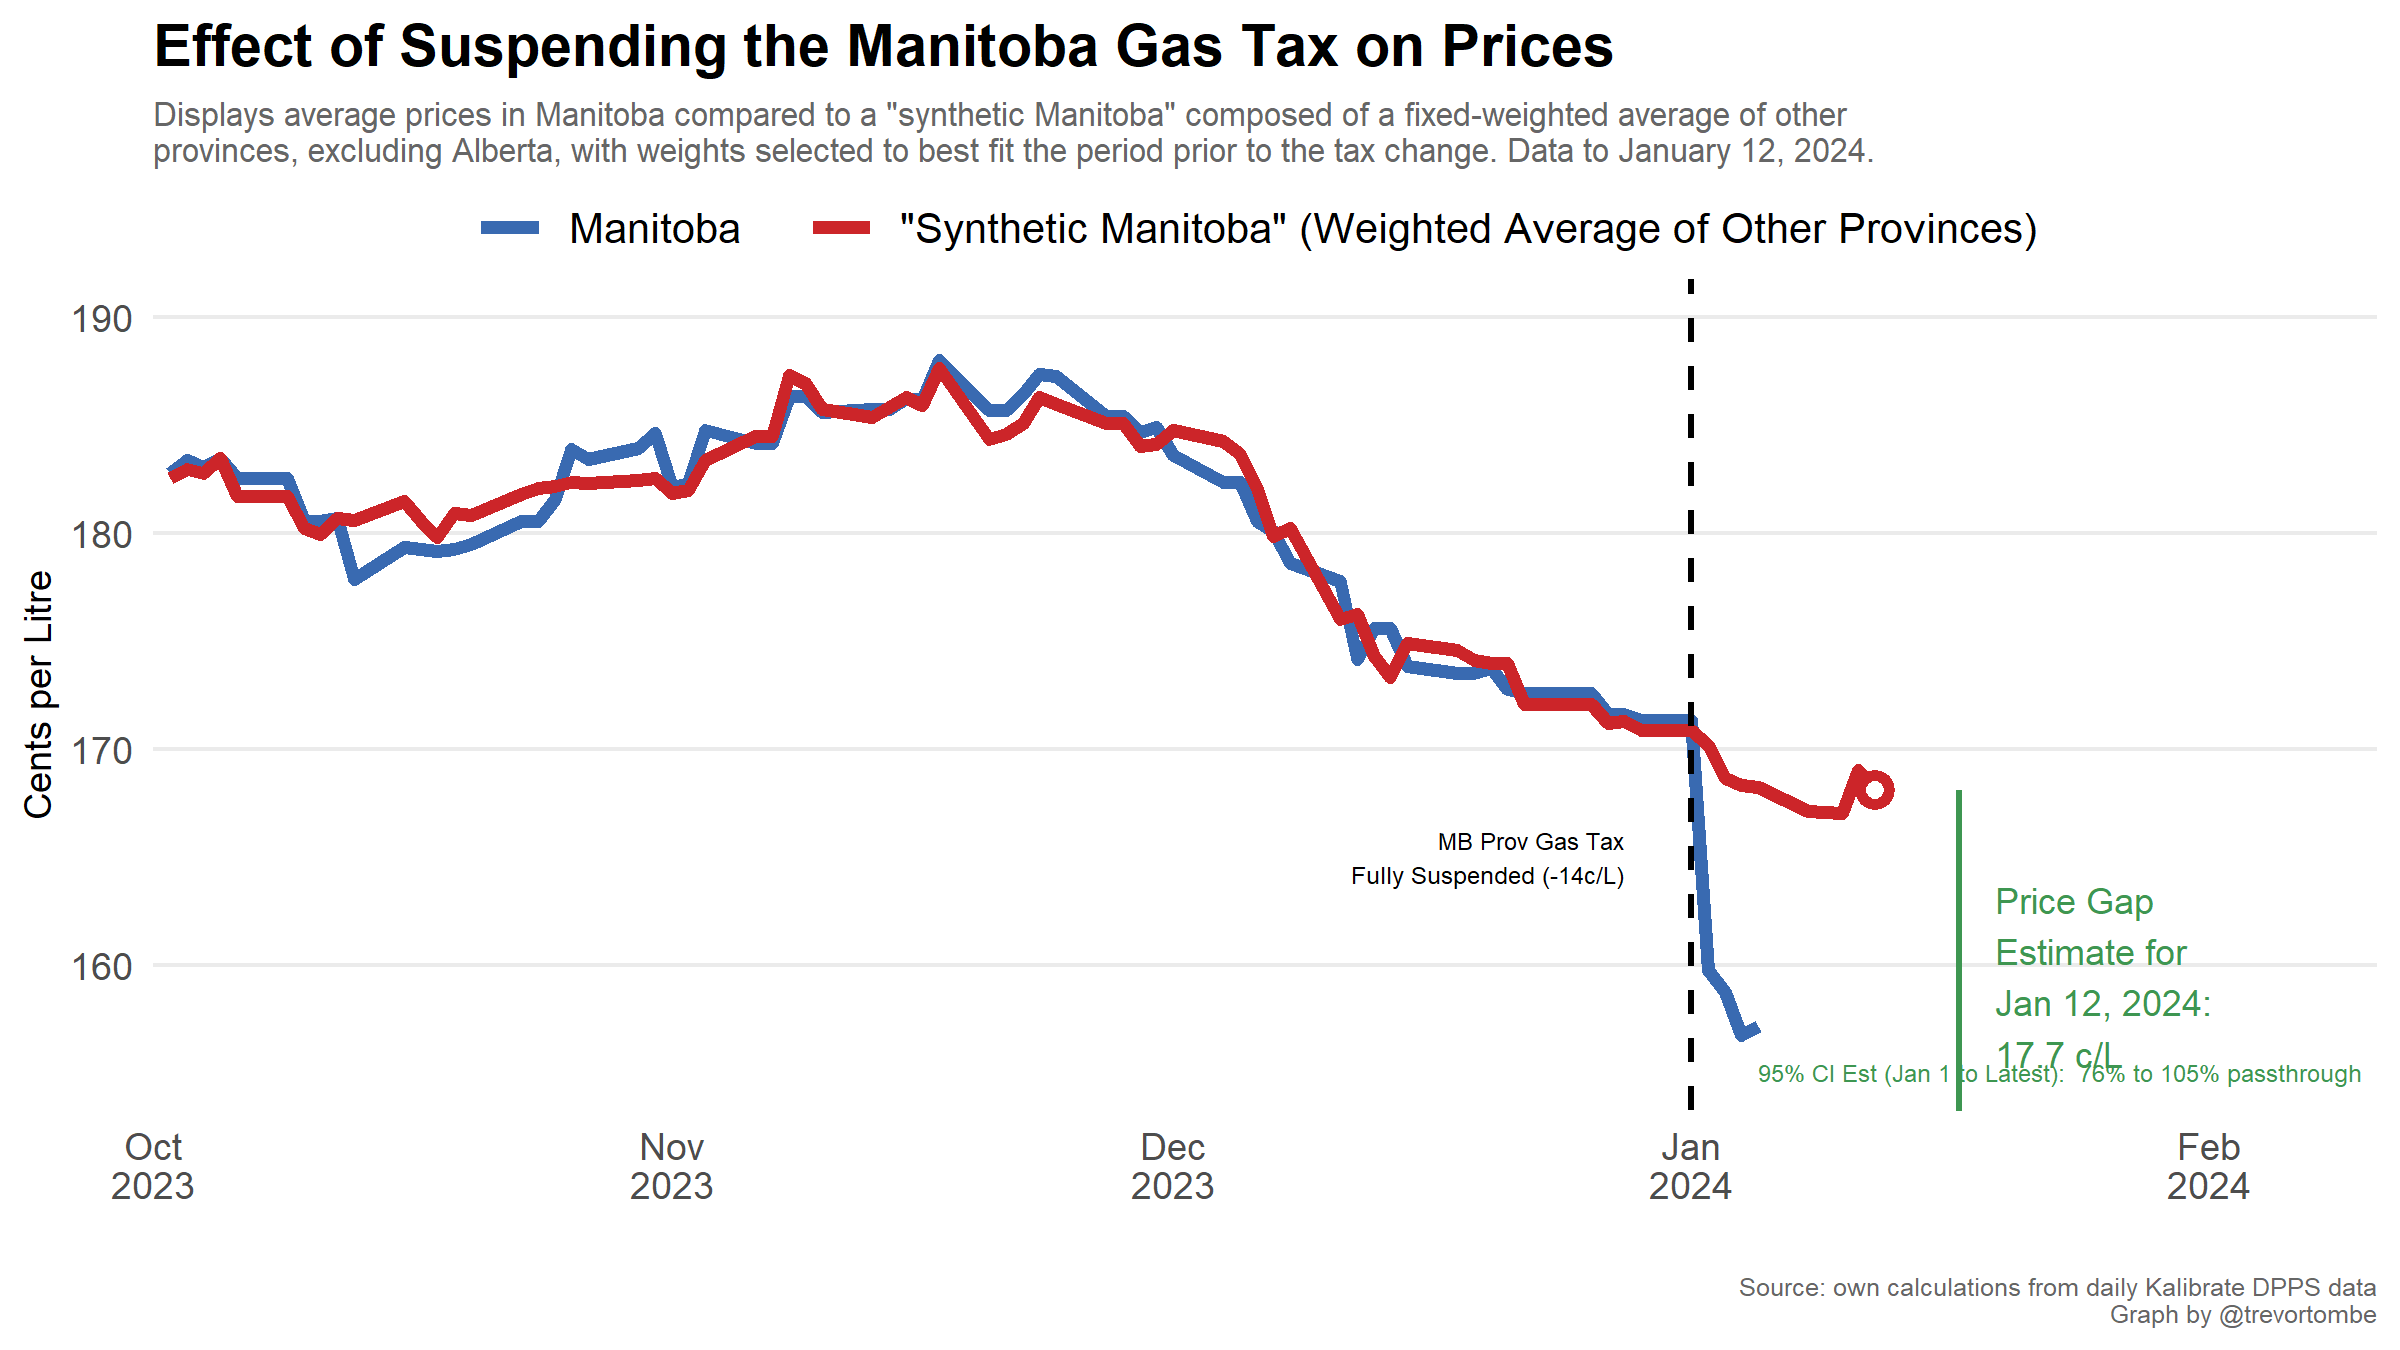 Effect of Suspending the Manitoba Gas Tax on Prices
Displays average prices in Manitoba compared to a "synthetic Manitoba" composed of a fixed-weighted average of other
provinces, excluding Alberta, with weights selected to best fit the period prior to the tax change. Data to January 12, 2024.
Manitoba
"Synthetic Manitoba" (Weighted Average of Other Provinces)
190
180
170
160
Cents per Litre
MB Prov Gas Tax
Fully Suspended (-14c/L)
Price Gap
Estimate for
Jan 12, 2024:
17.7 c/L
95% CI Est (Jan 1 to Latest):  76% to 105% passthrough
Oct
2023
Nov
2023
Dec
2023
Jan
2024
Feb
2024
Source: own calculations from daily Kalibrate DPPS data
Graph by @trevortombe